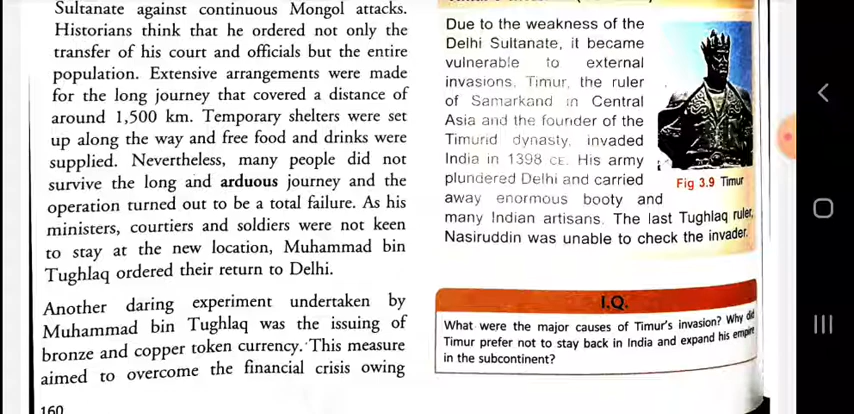 Sultanate against continuous Mongol attacks.
Historians think that he ordered not only the
transfer of his court and officials but the entire
population. Extensive arrangements were made
for the long journey that covered a distance of
around 1,500 km. Temporary shelters were set
up along the way and free food and drinks were
supplied. Nevertheless, many people did not
survive the long and arduous journey and the
operation turned out to be a total failure. As his
ministers, courtiers and soldiers were not keen
to stay at the new location, Muhammad bin
Tughlaq ordered their return to Delhi.
Another daring experiment undertaken by
Muhammad bin Tughlaq was the issuing of
bronze and copper token currency. This measure
aimed to overcome the financial crisis owing
160
Due to the weakness of the
Delhi Sultanate, it became
vulnerable to external
invasions. Timur, the ruler
of Samarkand in Central
Asia and the founder of the
Timurid dynasty, invaded
India in 1398 CE. His army
plundered Delhi and carried
away enormous booty and
many Indian artisans. The last Tughlaq ruler,
Nasiruddin was unable to check the invader.
Fig 3.9 Timur
I.Q.
What were the major causes of Timur's invasion? Why did
Timur prefer not to stay back in India and expand his empire
in the subcontinent?